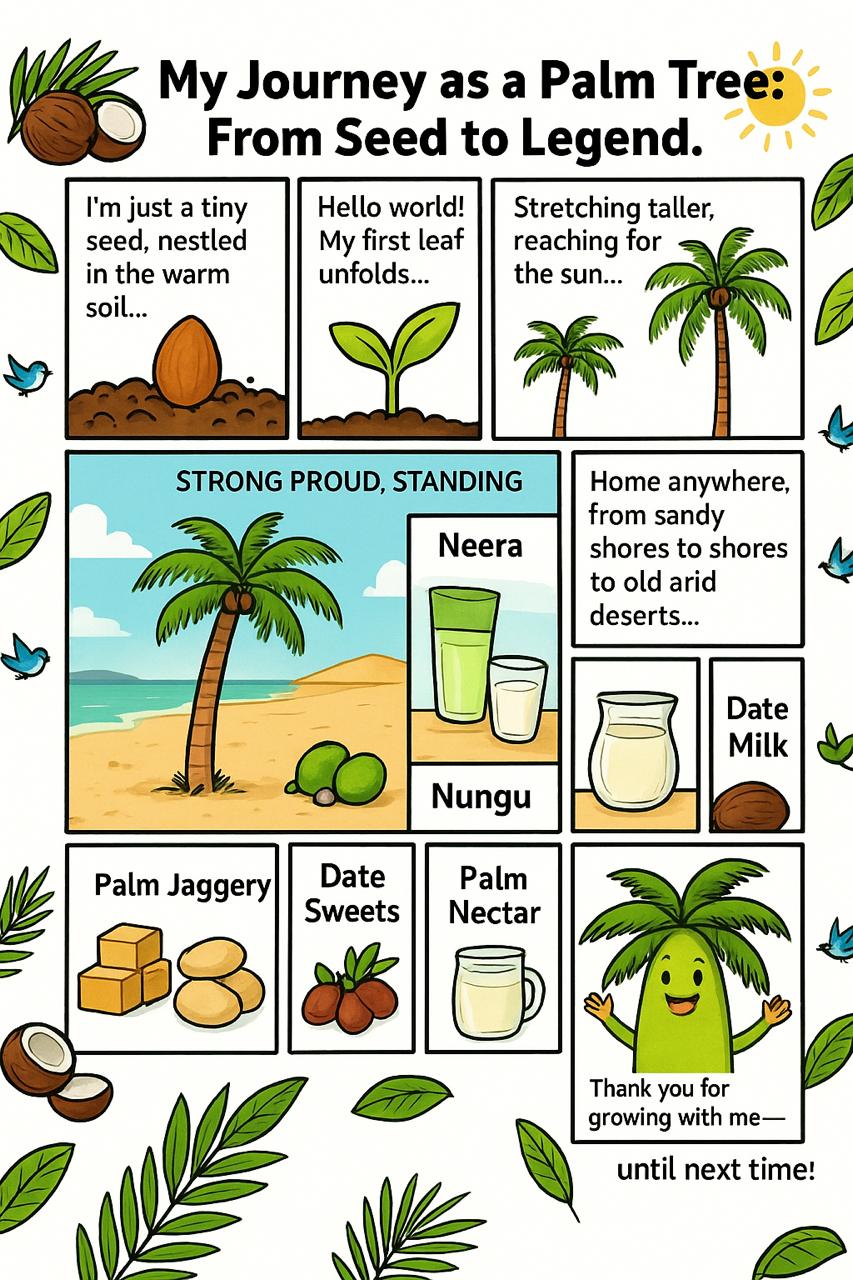 My Journey as a Palm Tree:
From Seed to Legend.
I'm just a tiny
seed, nestled
in the warm
soil...
Hello world!
My first leaf
unfolds...
Stretching taller,
reaching for
the sun...
STRONG PROUD, STANDING
Neera
Nungu
Home anywhere,
from sandy
shores to shores
to old arid
deserts...
Date
Milk
Palm Jaggery
Date
Sweets
Palm
Nectar
Thank you for
growing with me—
until next time!